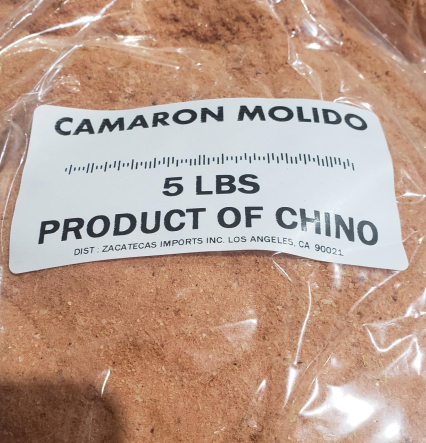 CAMARON MOLIDO
5 LBS
PRODUCT OF CHINO
DIST : ZACATECAS IMPORTS INC. LOS ANGELES, CA 90021